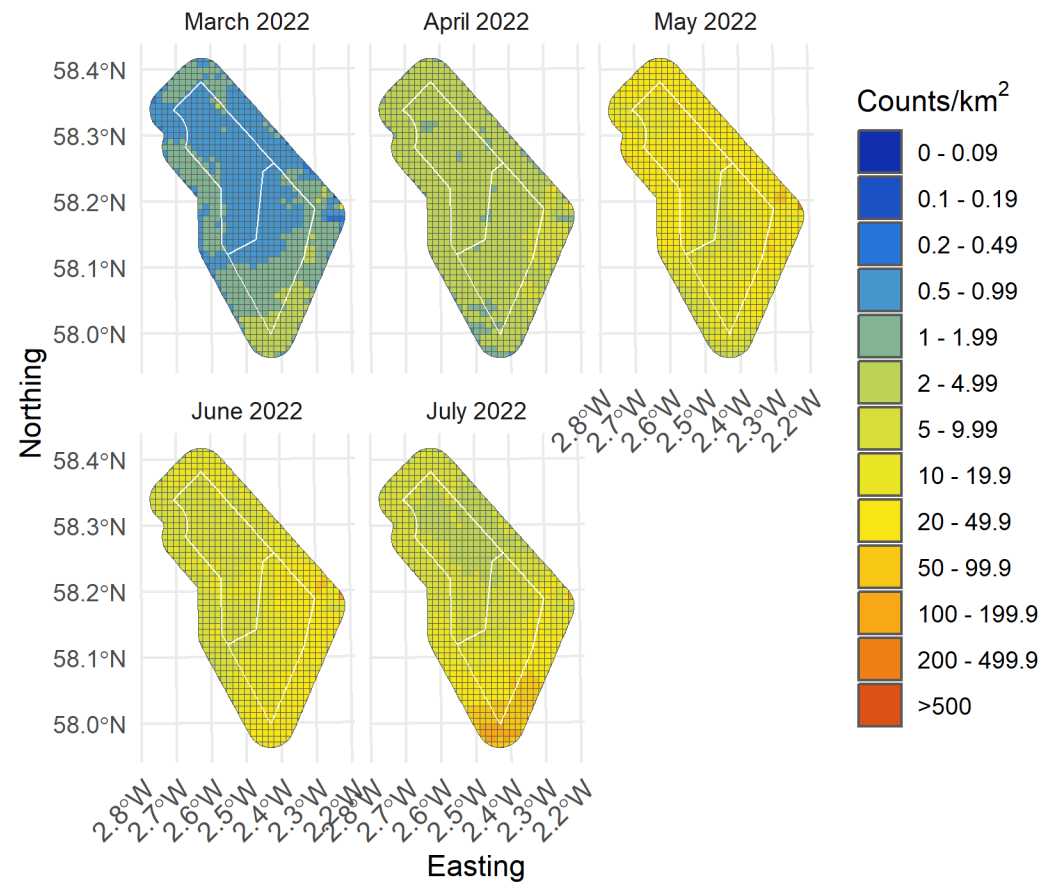 March 2022
April 2022
May 2022
58.4°N
58.3°N
58.2°N
58.1°N
58.0°N
2.8°W
2.7°W
2.6°W
2.5°W
2.4°W
2.3°W
2.2°W
June 2022
July 2022
58.4°N
58.3°N
58.2°N
58.1°N
58.0°N
2.8°W
2.7°W
2.6°W
2.5°W
2.4°W
2.3°W
2.2°W
2.8°W
2.7°W
2.6°W
2.5°W
2.4°W
2.3°W
2.2°W
Northing
Easting
Counts/km²
0 - 0.09
0.1 - 0.19
0.2 - 0.49
0.5 - 0.99
1 - 1.99
2 - 4.99
5 - 9.99
10 - 19.9
20 - 49.9
50 - 99.9
100 - 199.9
200 - 499.9
>500